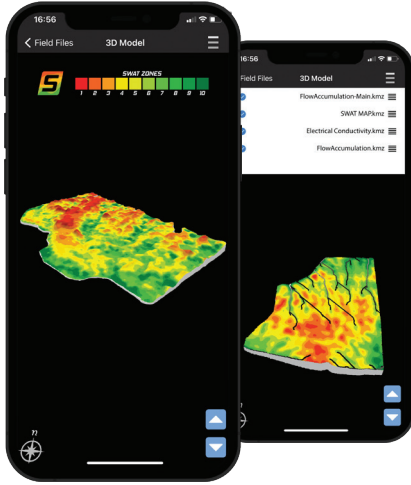 16:56
Field Files
3D Model
S
SWAT ZONES
1 2 3 4 5 6 7 8 9 10
n
16:56
Field Files
3D Model
FlowAccumulation-Main.kmz
SWAT MAP.kmz
Electrical Conductivity.kmz
FlowAccumulation.kmz
n